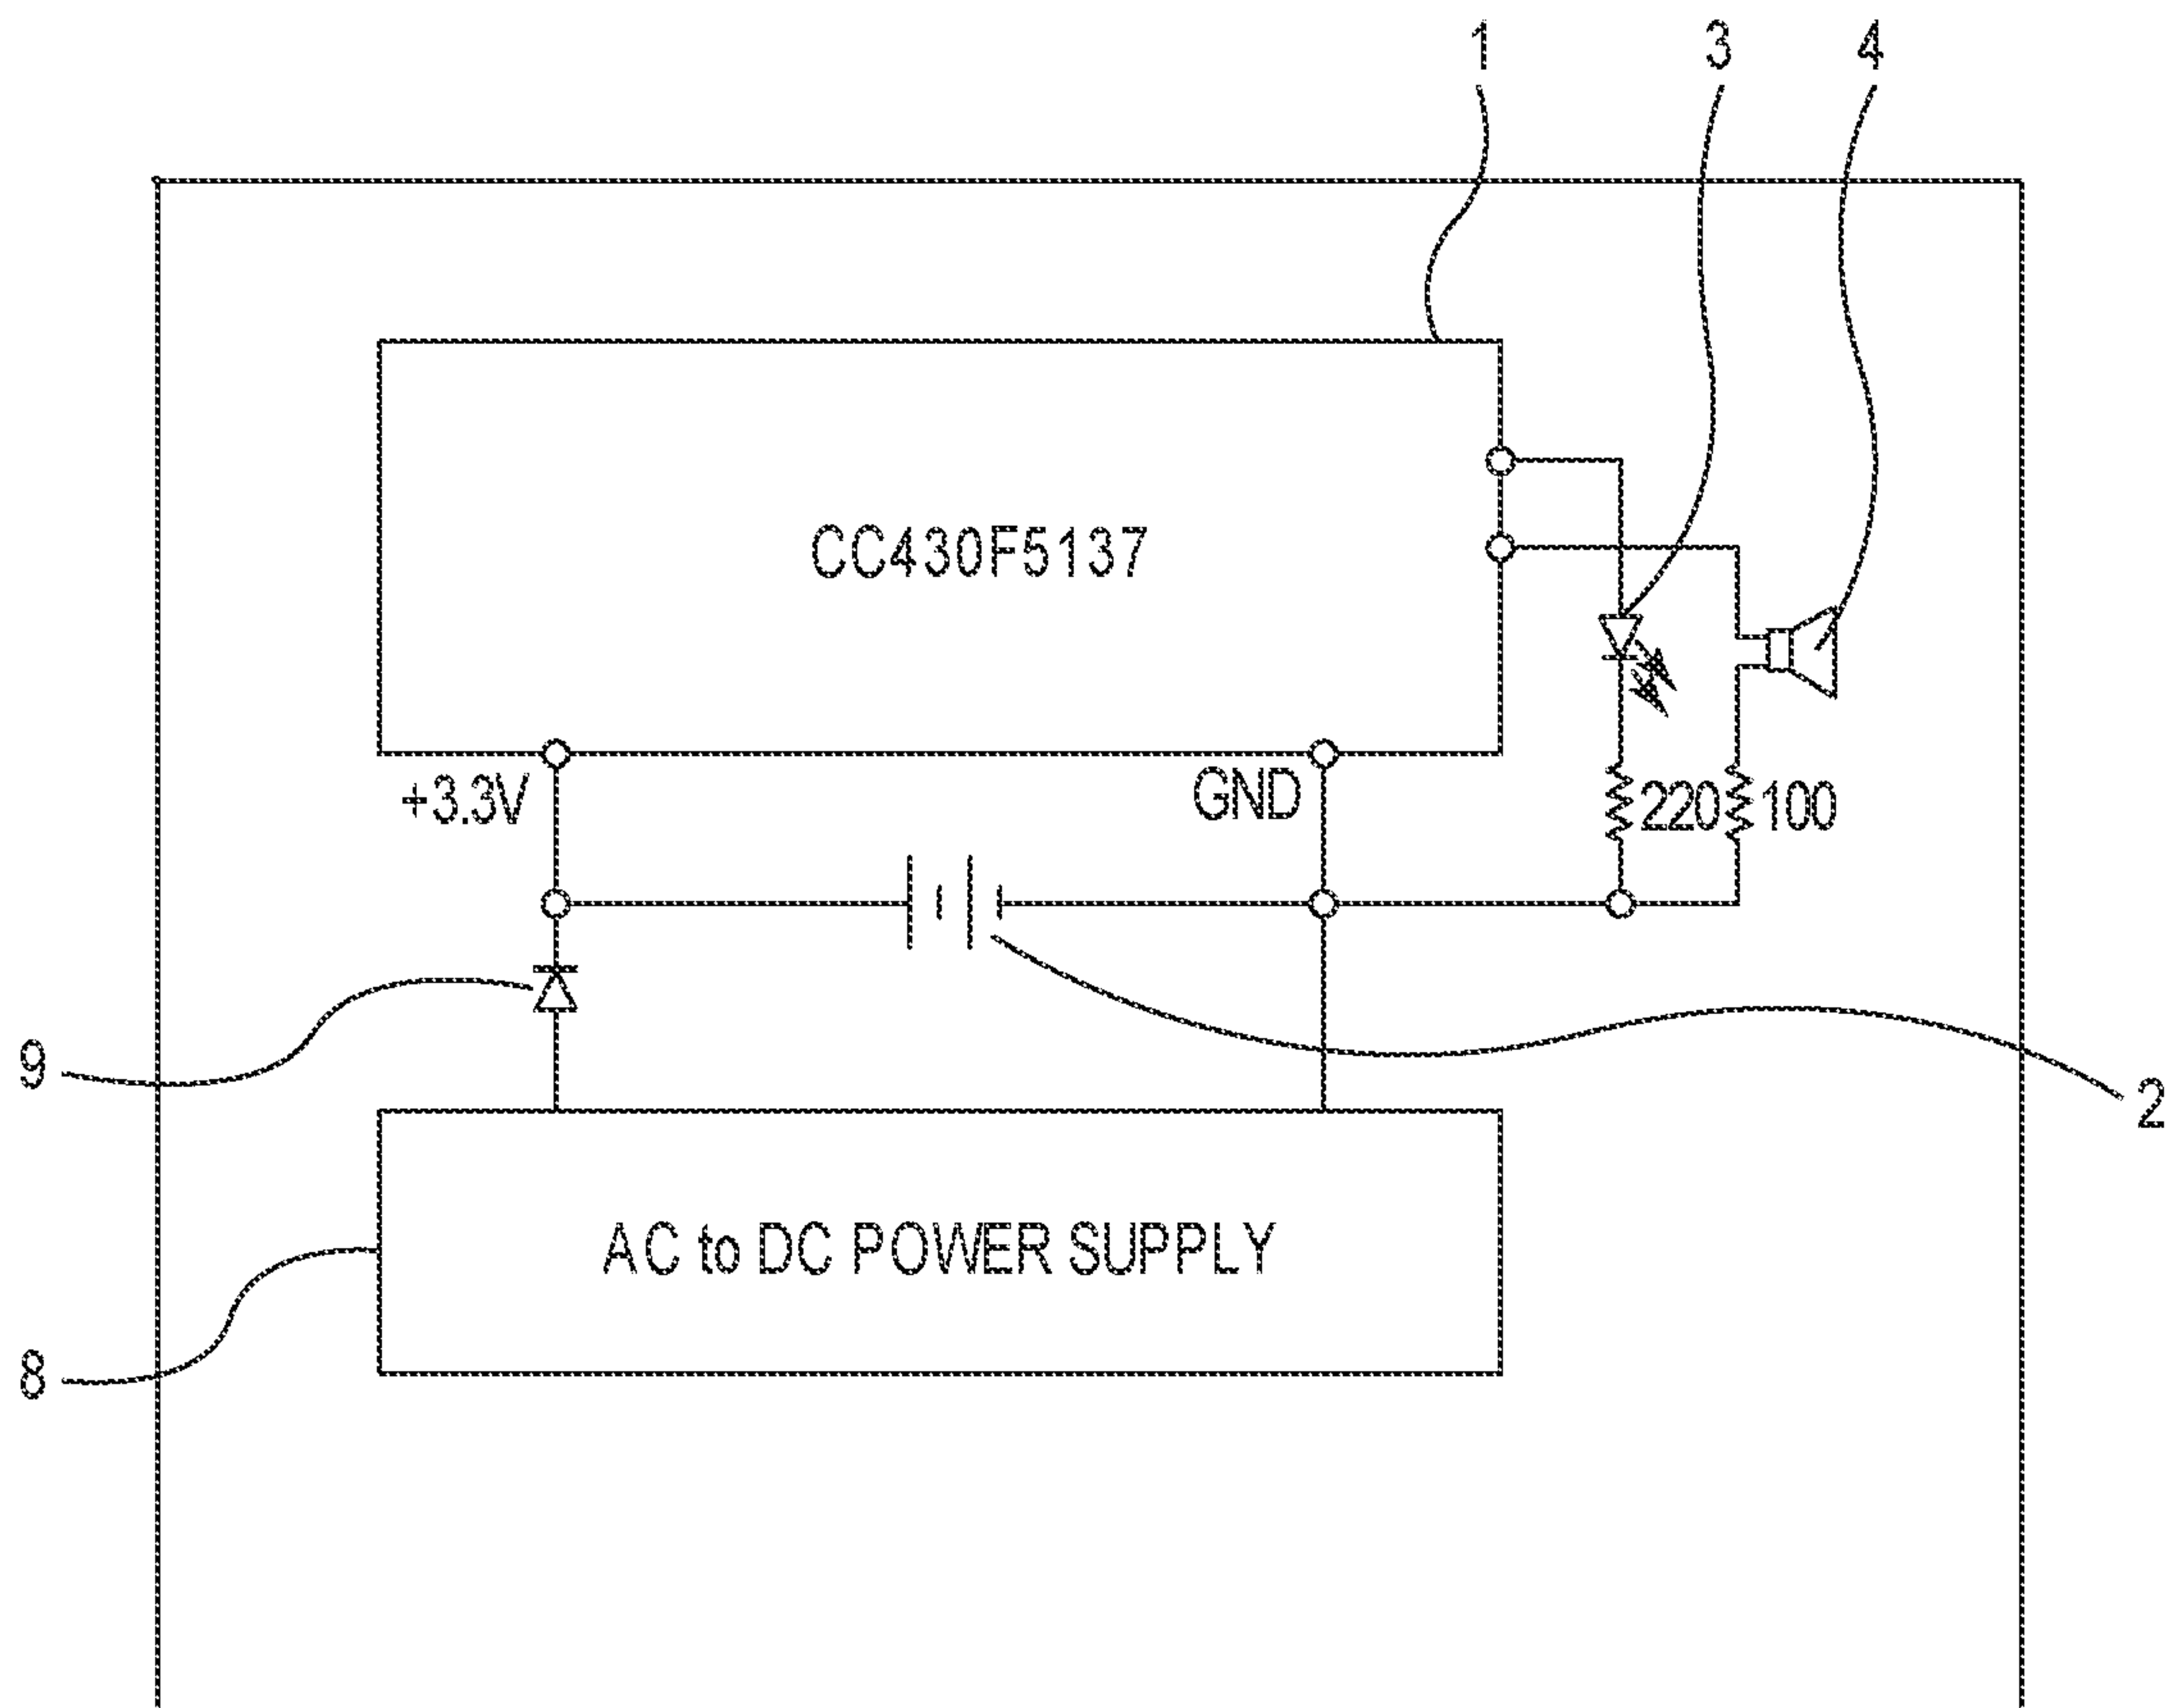 1
3
4
CC430F5137
+3.3V
GND
220
100
9
2
AC to DC POWER SUPPLY
8